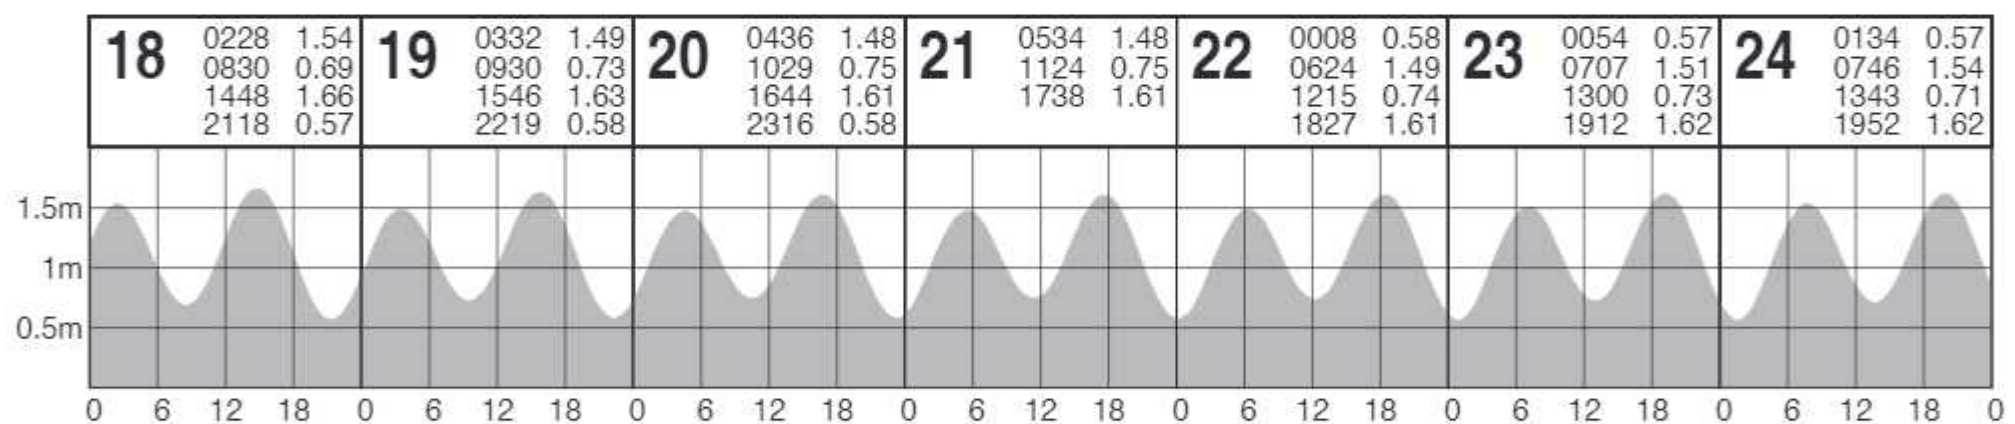 18 0228 1.54 19 0332 1.49 20 0436 1.48 21 0534 1.48 22 0008 0.58 23 0054 0.57 24 0134 0.57
0830 0.69 0930 0.73 1029 0.75 1124 0.75 0624 1.49 0707 1.51 0746 1.54
1448 1.66 1546 1.63 1644 1.61 1738 1.61 1215 0.74 1300 0.73 1343 0.71
2118 0.57 2219 0.58 2316 0.58 1827 1.61 1912 1.62 1952 1.62
1.5m
1m
0.5m
0 6 12 18 0 6 12 18 0 6 12 18 0 6 12 18 0 6 12 18 0 6 12 18 0 6 12 18 0